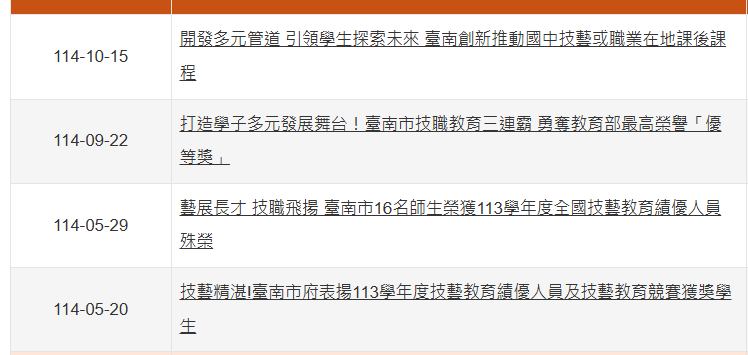 114-10-15
開發多元管道 引領學生探索未來 臺南創新推動國中技藝或職業在地課後課
程
114-09-22
打造學子多元發展舞台！臺南市技職教育三連霸 勇奪教育部最高榮譽「優
等獎」
114-05-29
藝展長才 技職飛揚 臺南市16名師生榮獲113學年度全國技藝教育績優人員
殊榮
114-05-20
技藝精湛!臺南市府表揚113學年度技藝教育績優人員及技藝教育競賽獲獎學
生